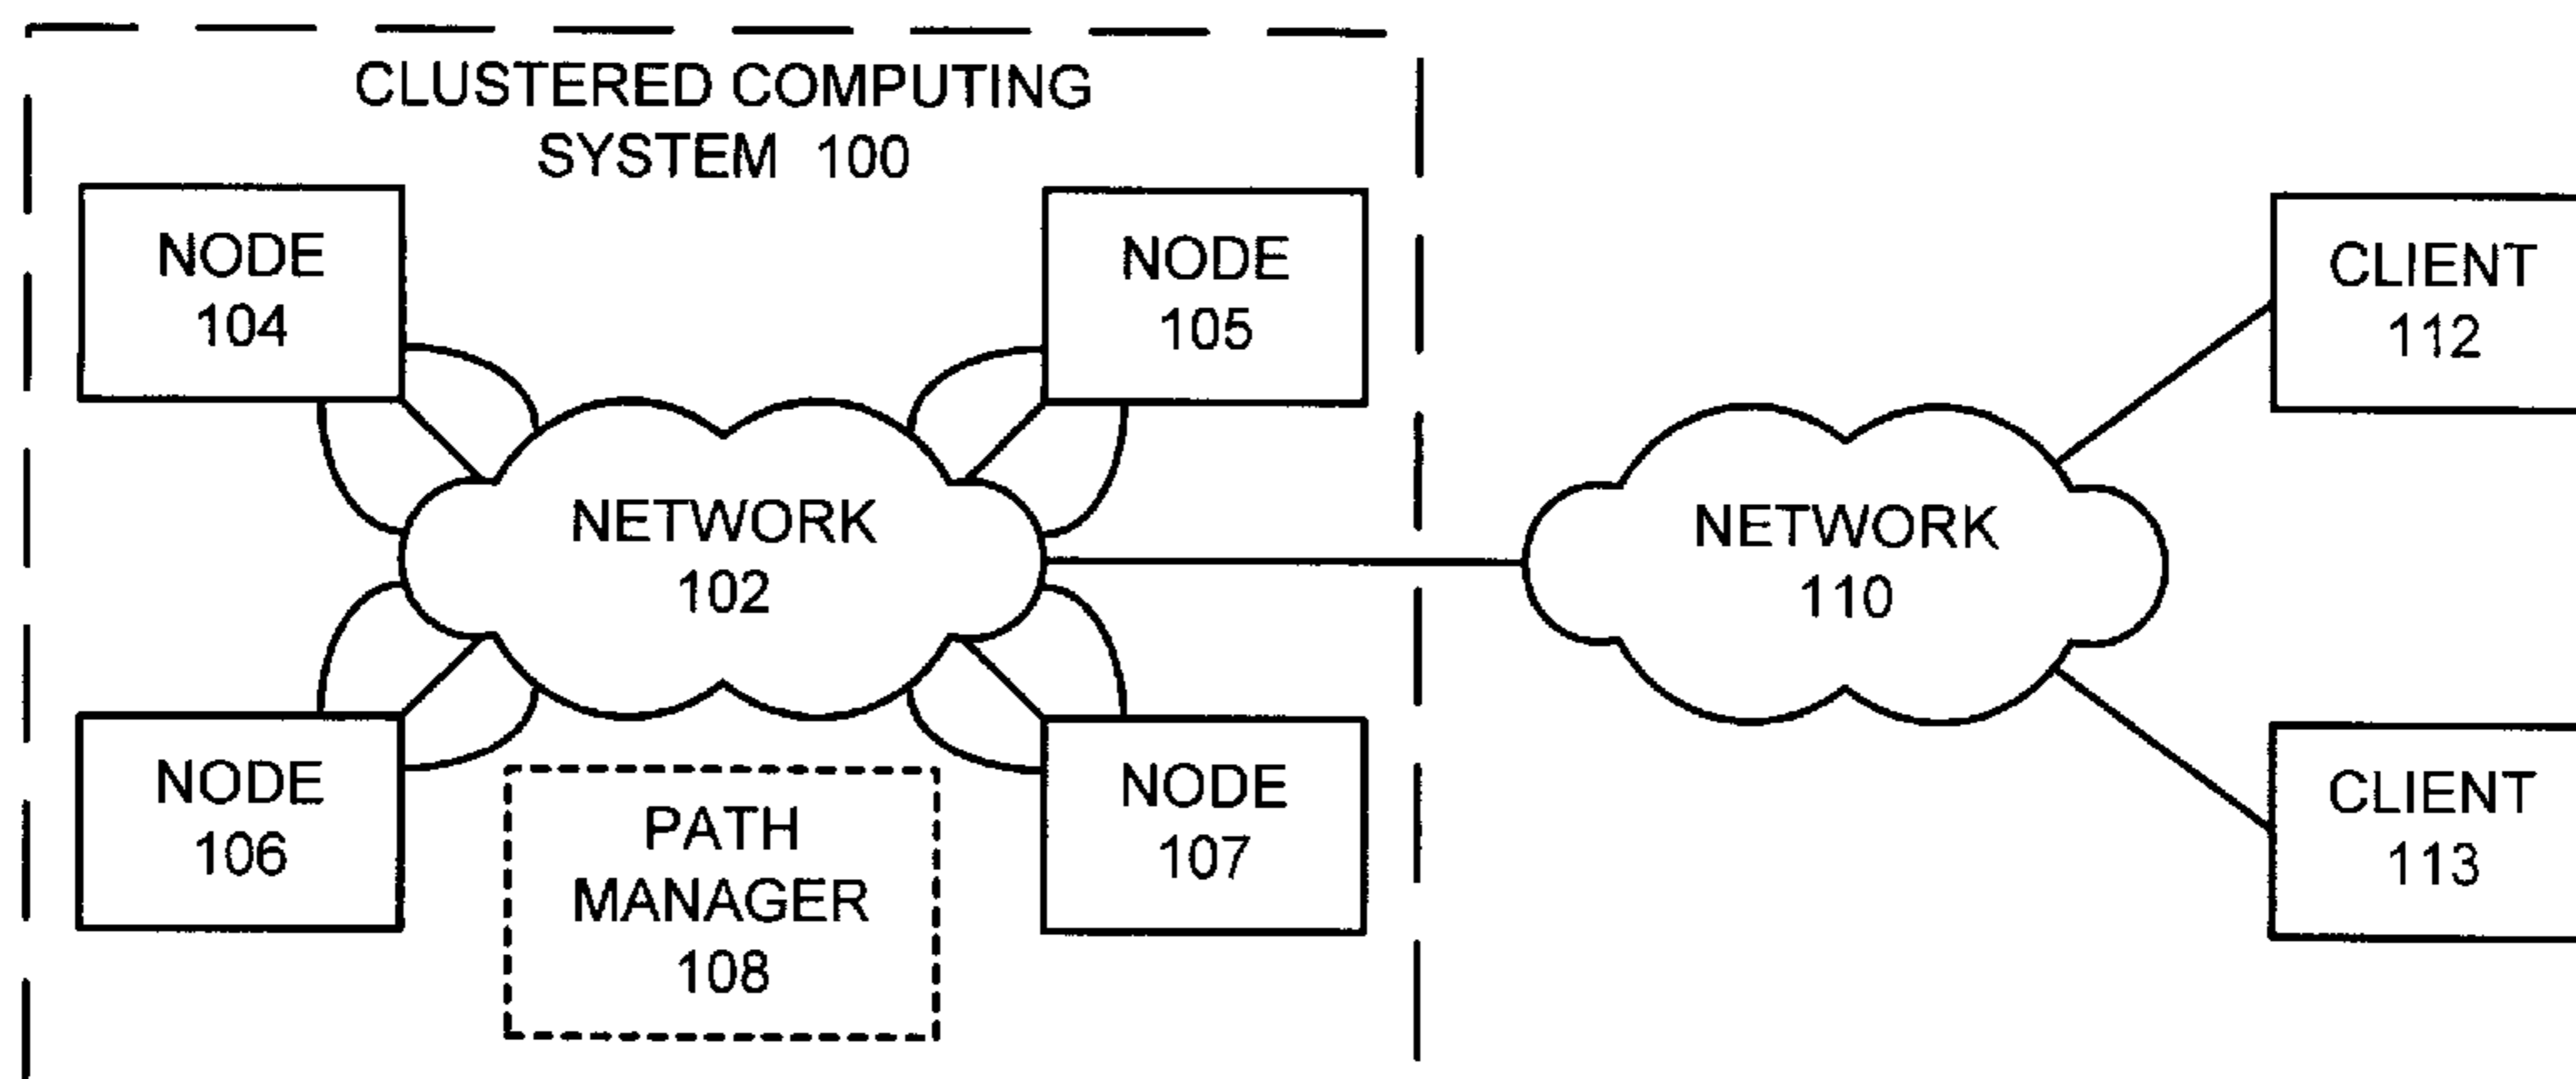 CLUSTERED COMPUTING
SYSTEM 100
NODE
104
NODE
105
CLIENT
112
NETWORK
102
NETWORK
110
NODE
106
PATH
MANAGER
108
NODE
107
CLIENT
113